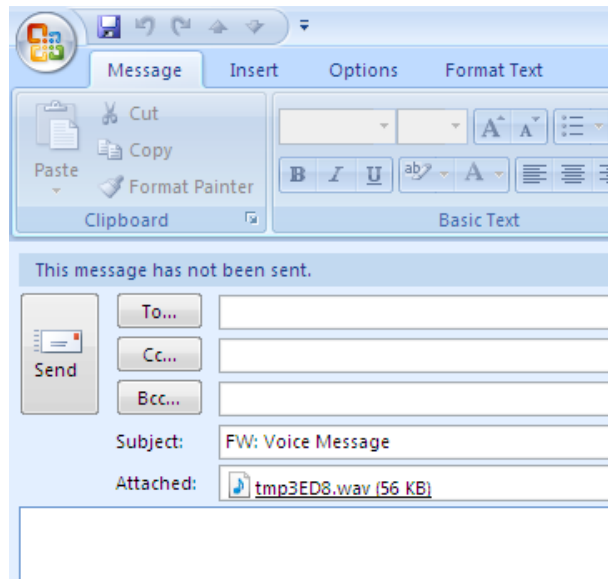 Message Insert Options Format Text
Cut
Copy
Paste
Format Painter
Clipboard
A A
B I U ab A
Basic Text
This message has not been sent.
Send
To...
Cc...
Bcc...
Subject: FW: Voice Message
Attached: tmp3ED8.wav (56 KB)